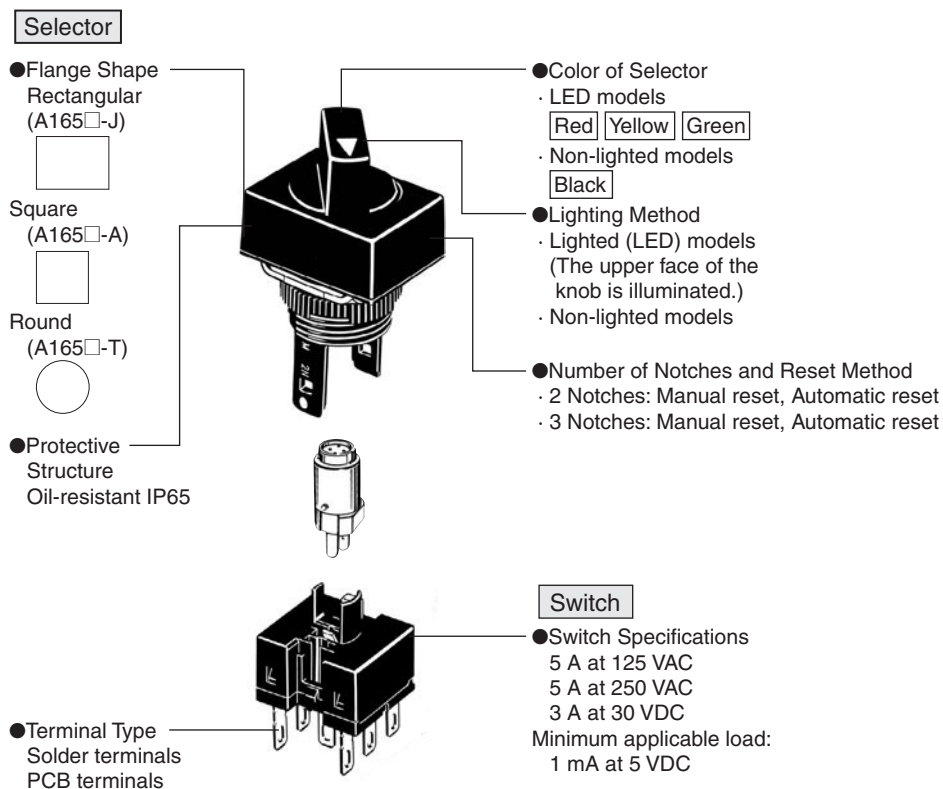 Selector
●Flange Shape
Rectangular
(A165□-J)
Square
(A165□-A)
Round
(A165□-T)
●Protective
Structure
Oil-resistant IP65
●Color of Selector
· LED models
Red Yellow Green
· Non-lighted models
Black
●Lighting Method
· Lighted (LED) models
(The upper face of the
knob is illuminated.)
· Non-lighted models
●Number of Notches and Reset Method
· 2 Notches: Manual reset, Automatic reset
· 3 Notches: Manual reset, Automatic reset
Switch
●Switch Specifications
5 A at 125 VAC
5 A at 250 VAC
3 A at 30 VDC
Minimum applicable load:
1 mA at 5 VDC
●Terminal Type
Solder terminals
PCB terminals